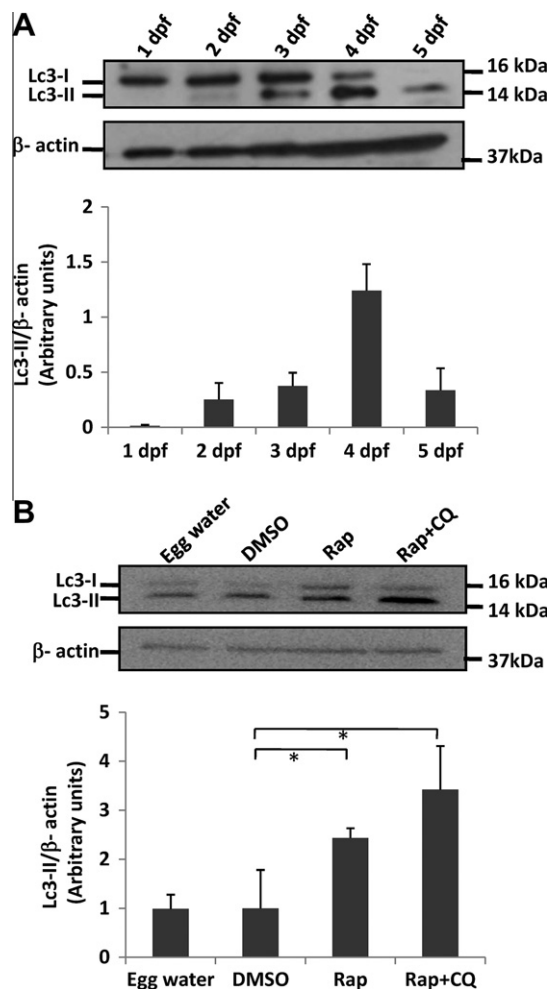 A
1 dpf 2 dpf 3 dpf 4 dpf 5 dpf
Lc3-I
16 kDa
Lc3-II
14 kDa
β- actin
37kDa
Lc3-II/β- actin
(Arbitrary units)
2
1.5
1
0.5
0
1 dpf 2 dpf 3 dpf 4 dpf 5 dpf
B
Egg water DMSO Rap Rap+CQ
Lc3-I
16 kDa
Lc3-II
14 kDa
β- actin
37kDa
Lc3-II/β- actin
(Arbitrary units)
5
4
3
2
1
0
*
*
Egg water DMSO Rap Rap+CQ